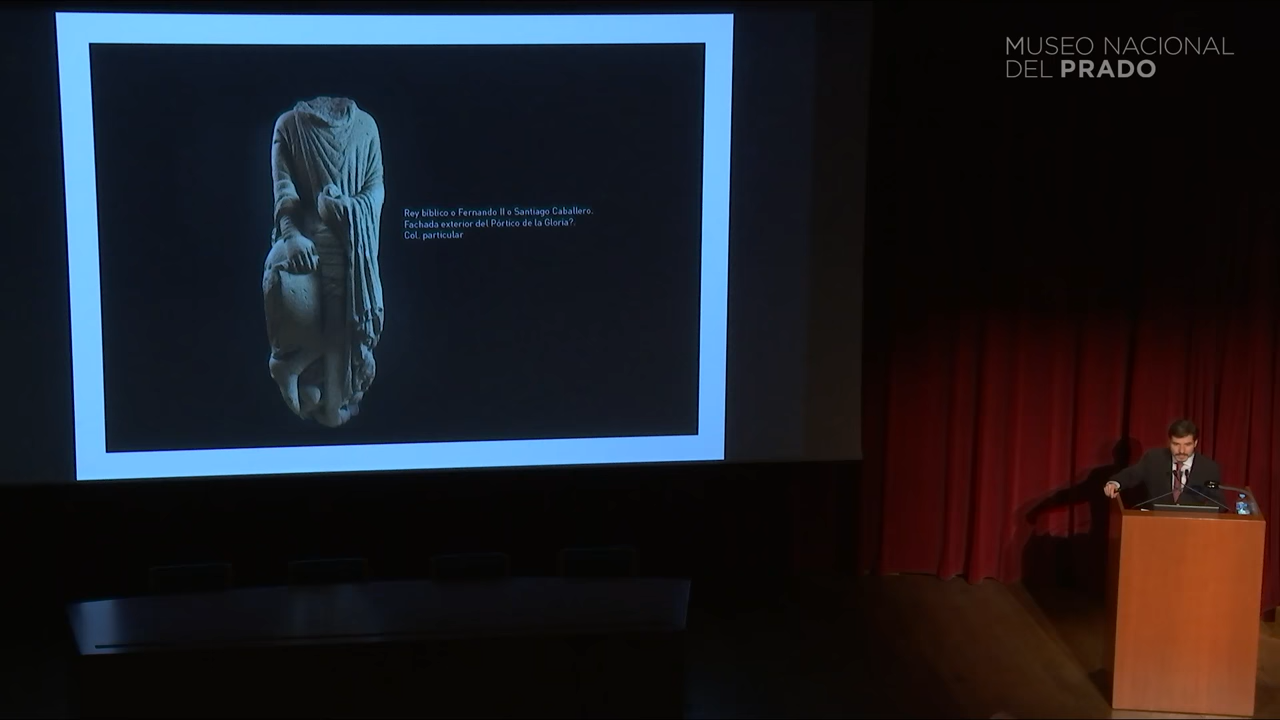 MUSEO NACIONAL
DEL PRADO
Rey bíblico o Fernando II o Santiago Caballero.
Fachada exterior del Pórtico de la Gloria?.
Col. particular